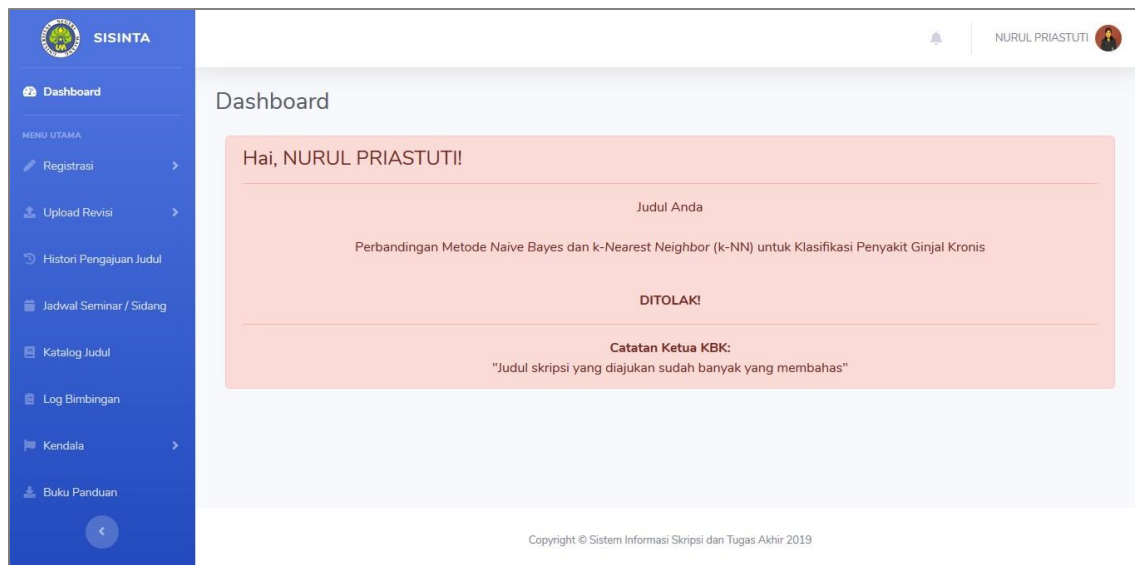 SISINTA
NURUL PRIASTUTI
Dashboard
MENU UTAMA
Registrasi
Upload Revisi
Histori Pengajuan Judul
Jadwal Seminar / Sidang
Katalog Judul
Log Bimbingan
Kendala
Buku Panduan
Dashboard
Hai, NURUL PRIASTUTI!
Judul Anda
Perbandingan Metode Naive Bayes dan k-Nearest Neighbor (k-NN) untuk Klasifikasi Penyakit Ginjal Kronis
DITOLAK!
Catatan Ketua KBK:
"Judul skripsi yang diajukan sudah banyak yang membahas"
Copyright © Sistem Informasi Skripsi dan Tugas Akhir 2019